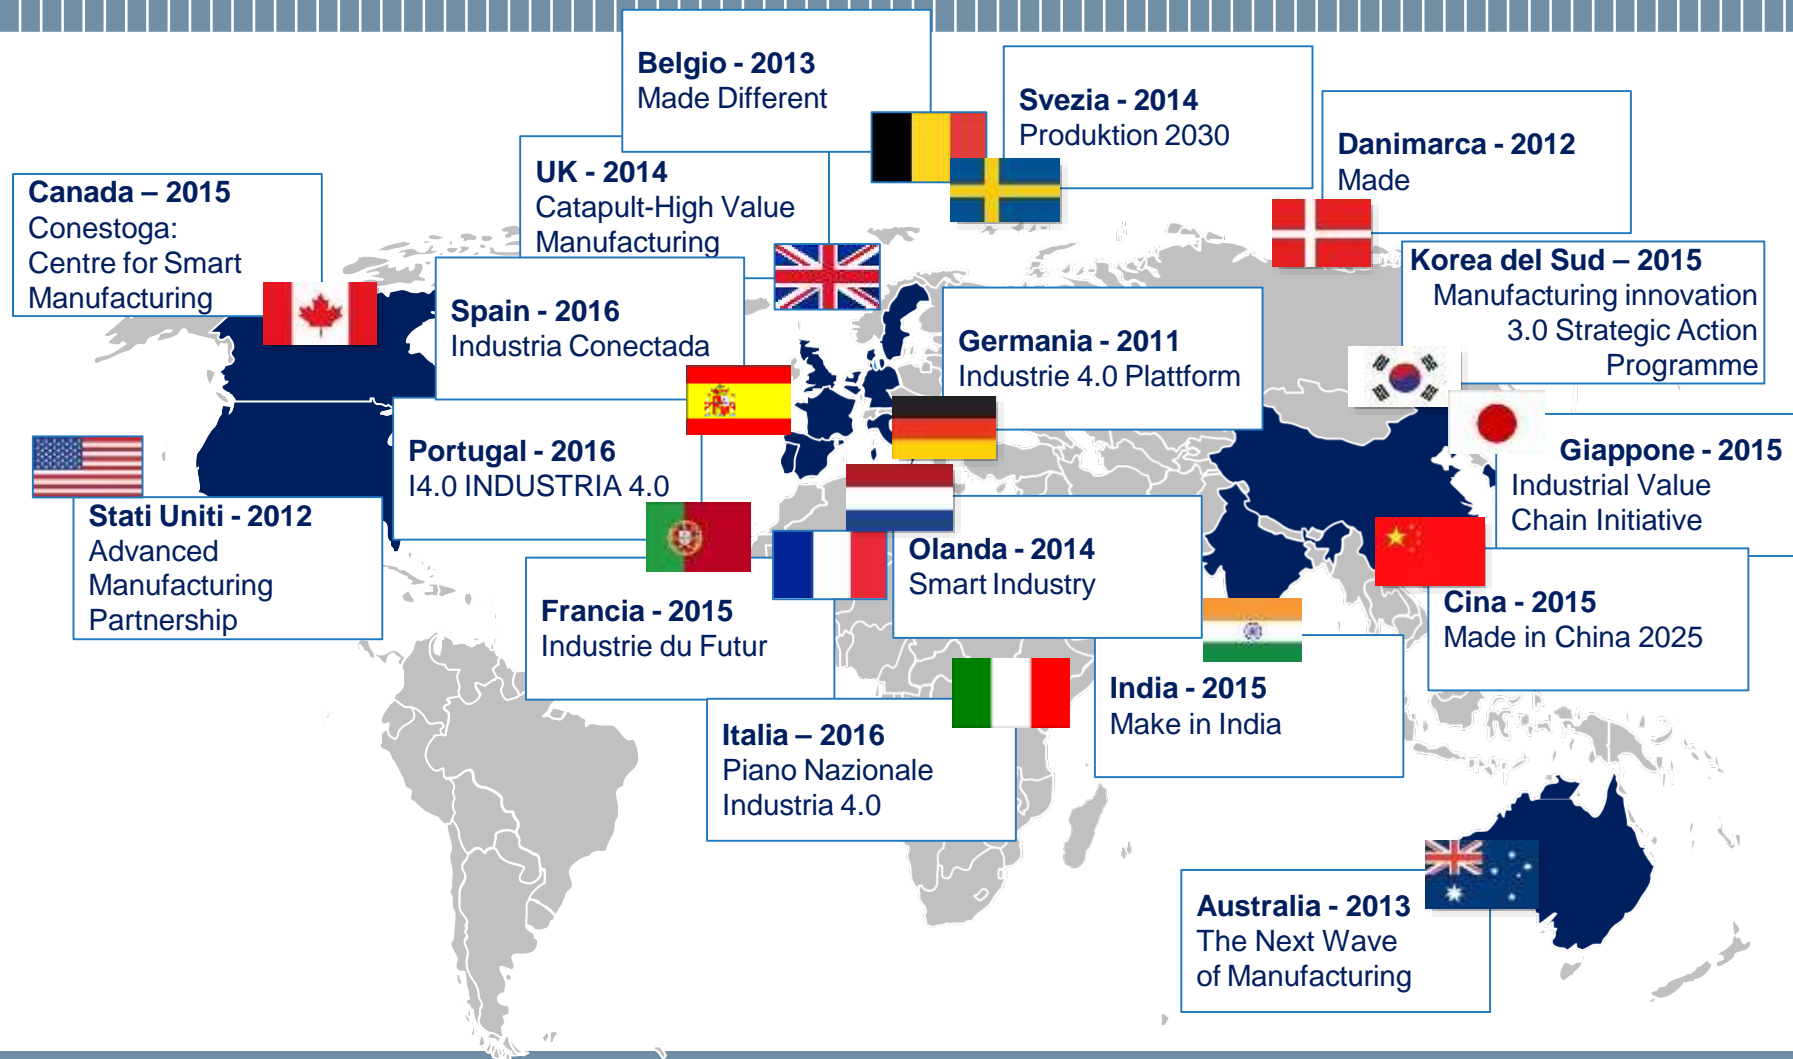 Belgio - 2013
Made Different
Svezia - 2014
Produktion 2030
Danimarca - 2012
Made
UK - 2014
Catapult-High Value
Manufacturing
Canada – 2015
Conestoga:
Centre for Smart
Manufacturing
Korea del Sud – 2015
Manufacturing innovation
3.0 Strategic Action
Programme
Spain - 2016
Industria Conectada
Germania - 2011
Industrie 4.0 Plattform
Portugal - 2016
I4.0 INDUSTRIA 4.0
Giappone - 2015
Industrial Value
Chain Initiative
Stati Uniti - 2012
Advanced
Manufacturing
Partnership
Olanda - 2014
Smart Industry
Francia - 2015
Industrie du Futur
Cina - 2015
Made in China 2025
India - 2015
Make in India
Italia – 2016
Piano Nazionale
Industria 4.0
Australia - 2013
The Next Wave
of Manufacturing